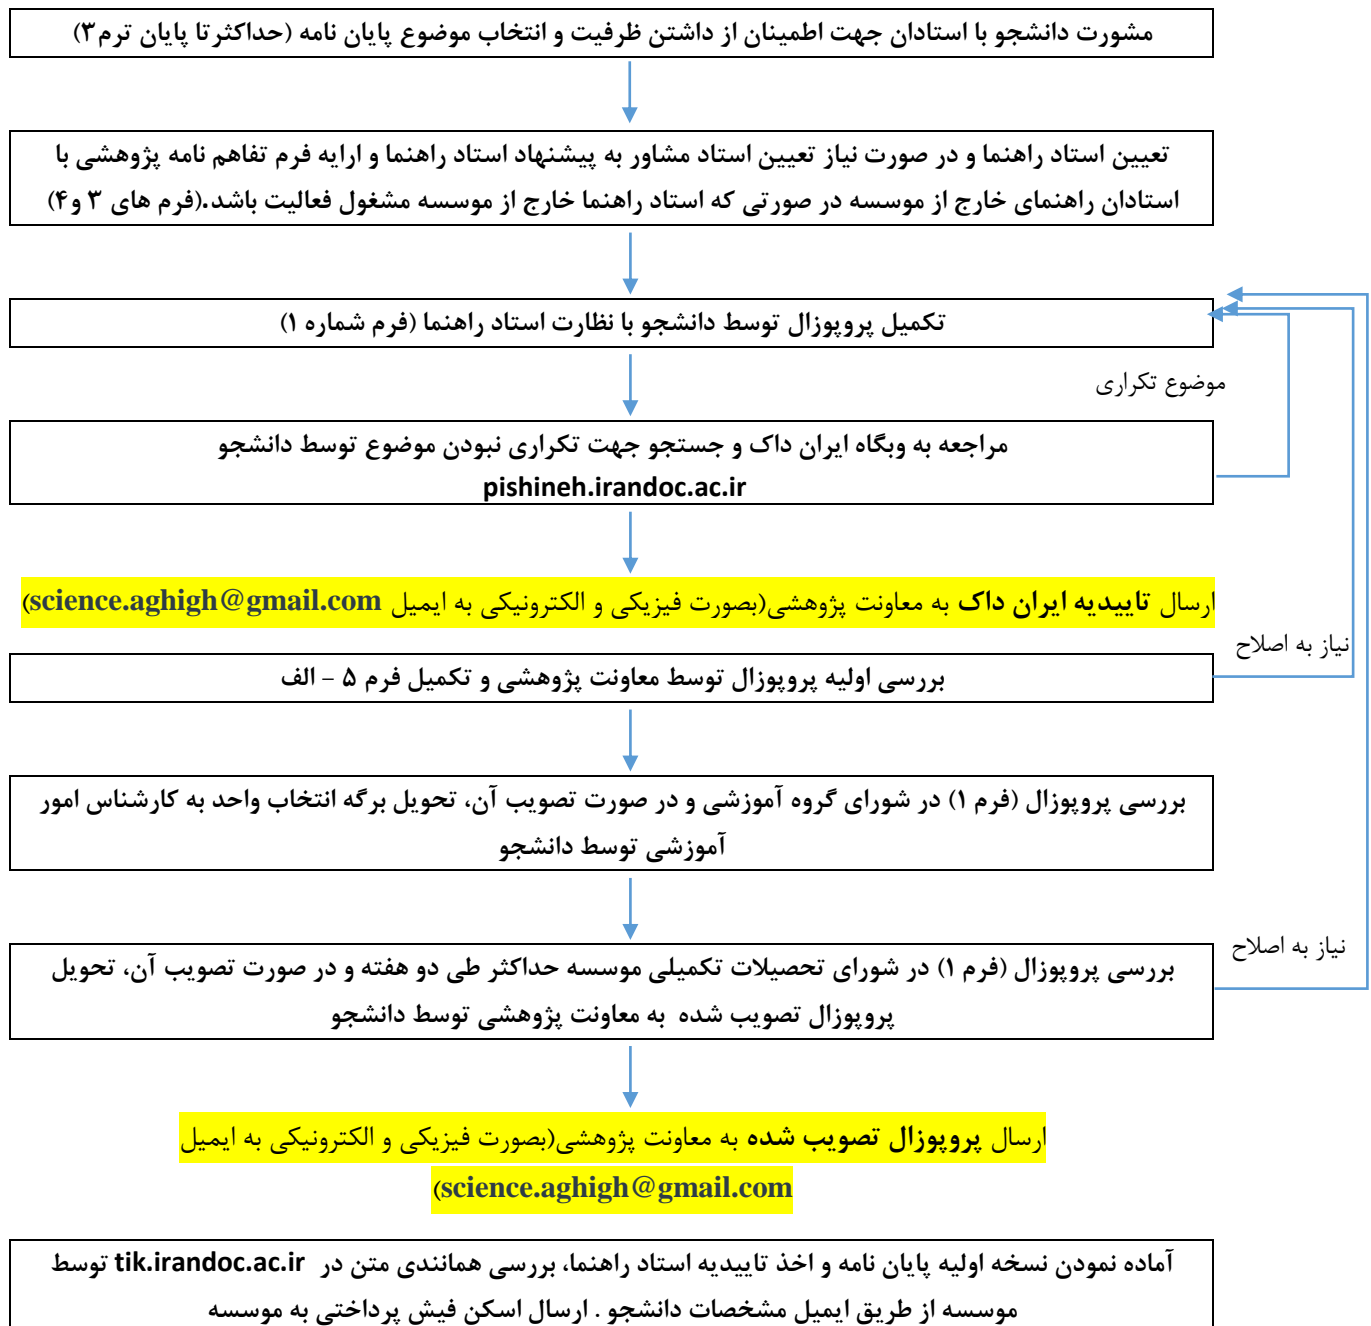 مشورت دانشجو با استادان جهت اطمینان از داشتن ظرفیت و انتخاب موضوع پایان نامه (حداکثرتا پایان ترم۳)
تعیین استاد راهنما و در صورت نیاز تعیین استاد مشاور به پیشنهاد استاد راهنما و ارایه فرم تفاهم نامه پژوهشی با
استادان راهنمای خارج از موسسه در صورتی که استاد راهنما خارج از موسسه مشغول فعالیت باشد.(فرم های ۳ و۴)
تکمیل پروپوزال توسط دانشجو با نظارت استاد راهنما (فرم شماره ۱)
موضوع تکراری
مراجعه به وبگاه ایران داک و جستجو جهت تکراری نبودن موضوع توسط دانشجو
pishineh.irandoc.ac.ir
ارسال تاییدیه ایران داک به معاونت پژوهشی(بصورت فیزیکی و الکترونیکی به ایمیل science.aghigh@gmail.com)
نیاز به اصلاح
بررسی اولیه پروپوزال توسط معاونت پژوهشی و تکمیل فرم ۵ – الف
بررسی پروپوزال (فرم ۱) در شورای گروه آموزشی و در صورت تصویب آن، تحویل برگه انتخاب واحد به کارشناس امور
آموزشی توسط دانشجو
نیاز به اصلاح
بررسی پروپوزال (فرم ۱) در شورای تحصیلات تکمیلی موسسه حداکثر طی دو هفته و در صورت تصویب آن، تحویل
پروپوزال تصویب شده به معاونت پژوهشی توسط دانشجو
ارسال پروپوزال تصویب شده به معاونت پژوهشی(بصورت فیزیکی و الکترونیکی به ایمیل
science.aghigh@gmail.com)
آماده نمودن نسخه اولیه پایان نامه و اخذ تاییدیه استاد راهنما، بررسی همانندی متن در tik.irandoc.ac.ir توسط
موسسه از طریق ایمیل مشخصات دانشجو . ارسال اسکن فیش پرداختی به موسسه